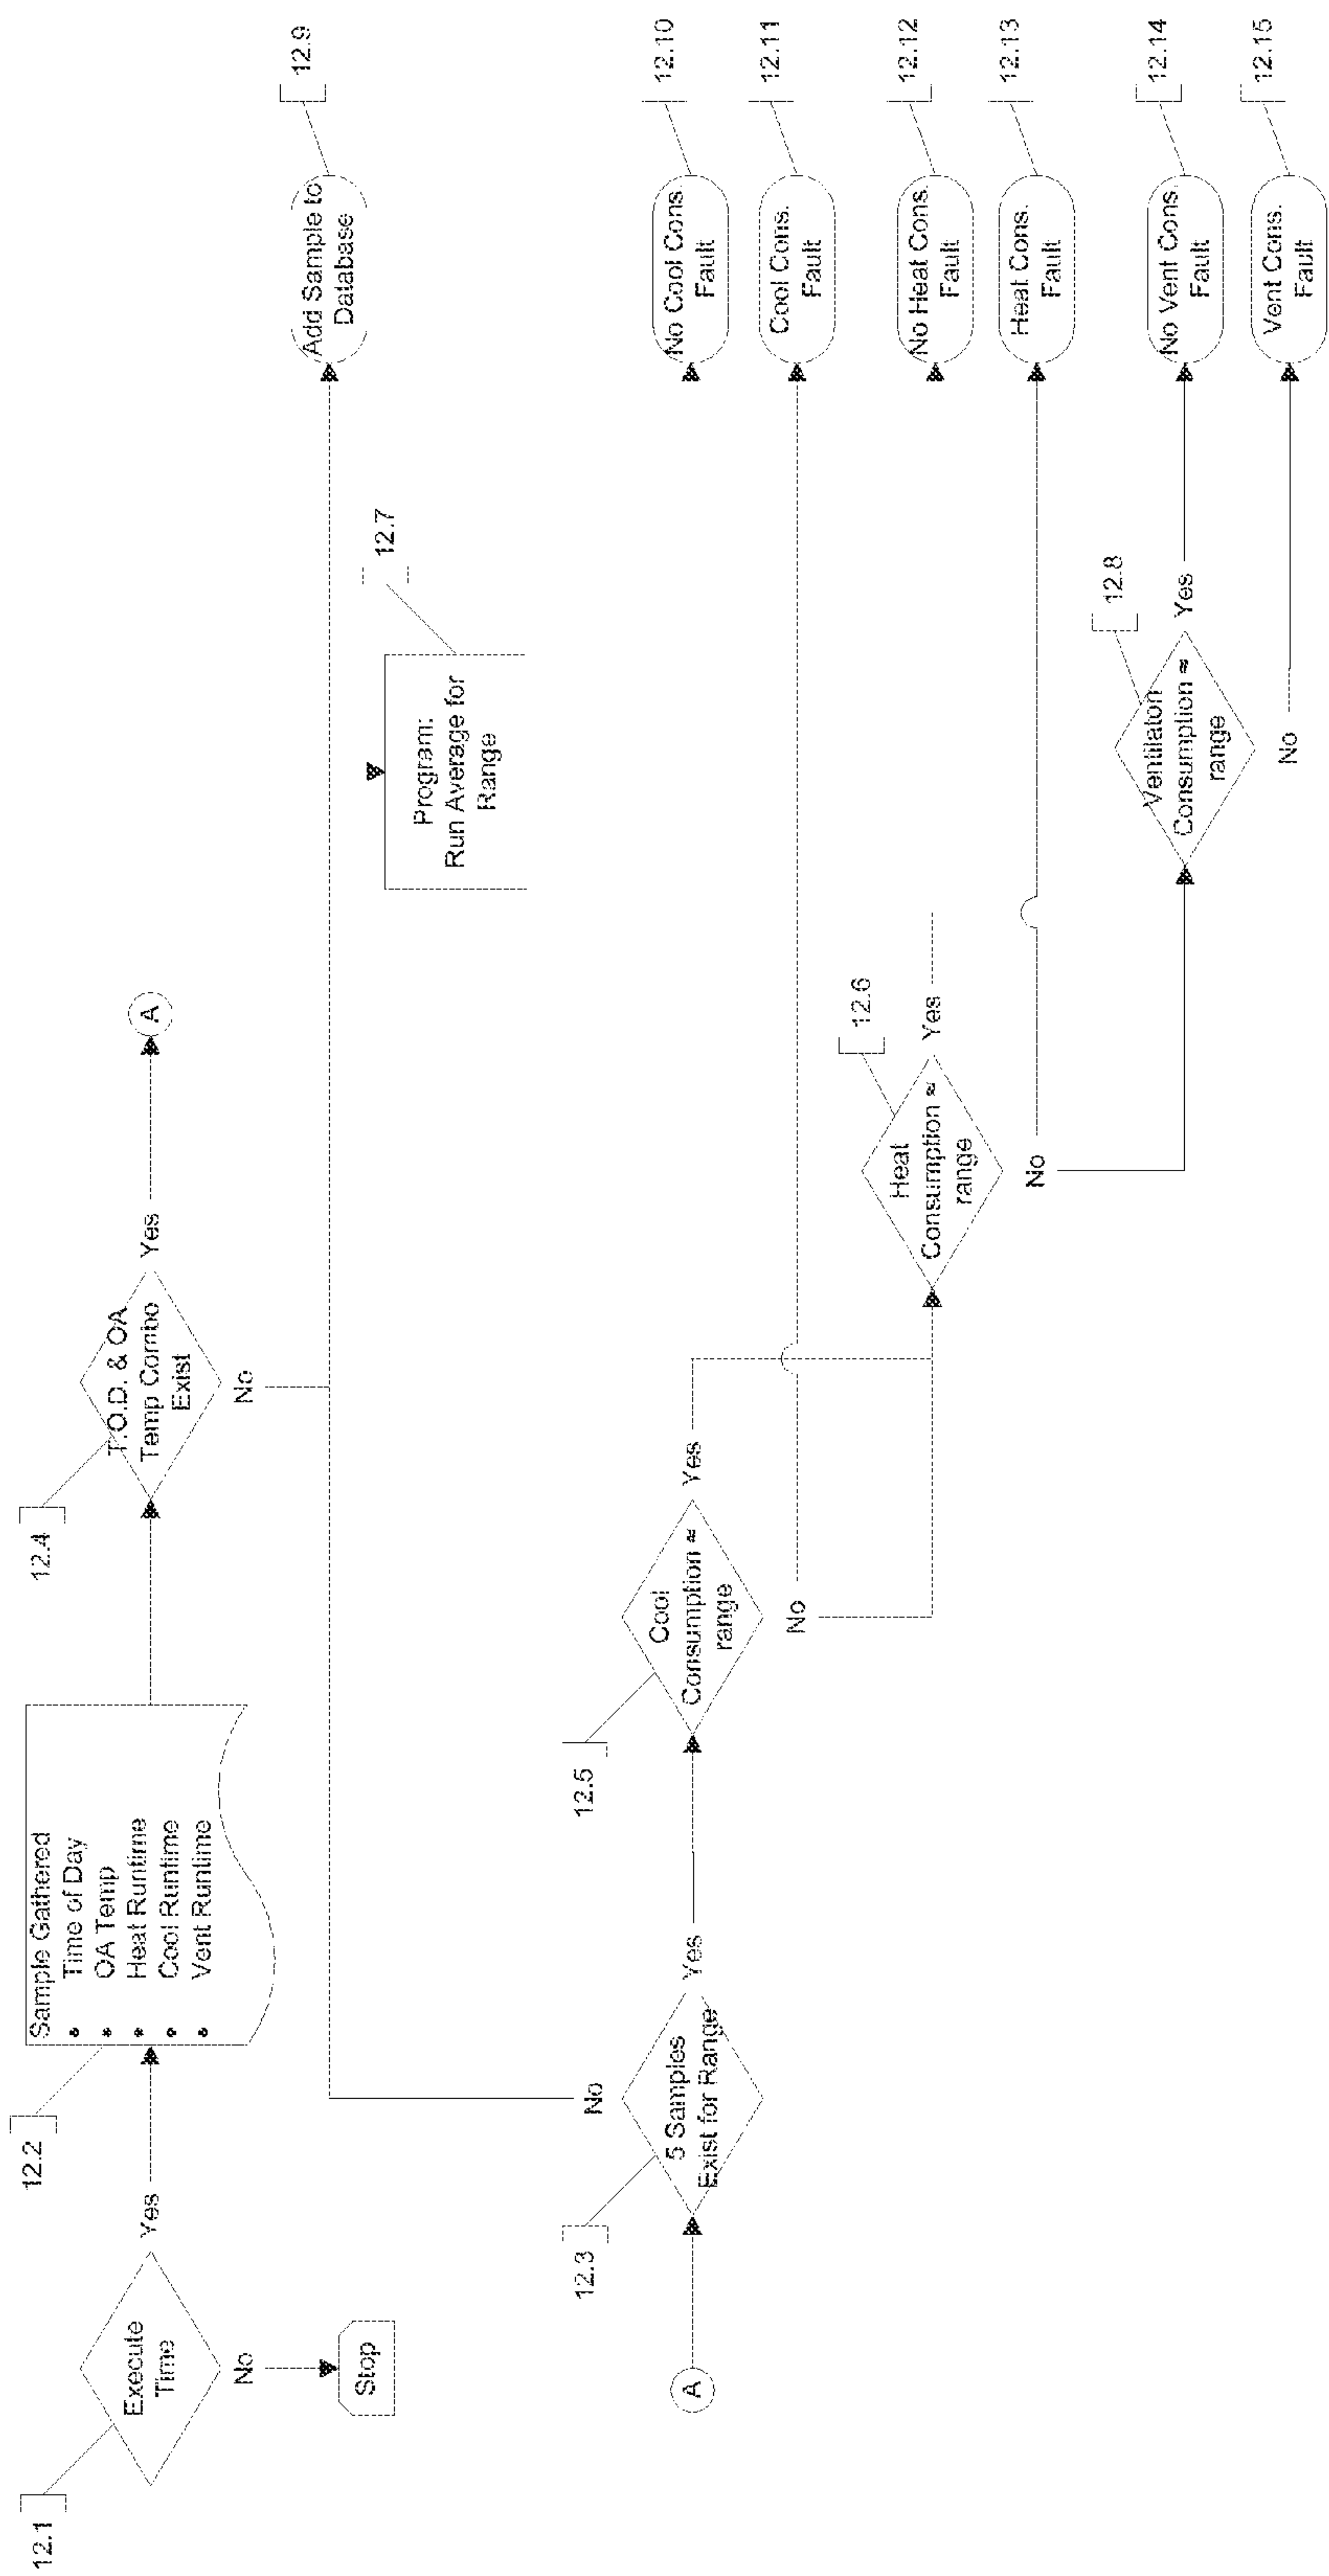 12.1
Execute
Time
Yes
No
Stop
12.2
Sample Gathered
• Time of Day
• OA Temp
• Heat Runtime
• Cool Runtime
• Vent Runtime
12.4
T.O.D. & OA
Temp Combo
Exist
Yes
No
A
Add Sample to
Database
12.9
Program:
Run Average for
Range
12.7
A
12.3
5 Samples
Exist for Range
No
Yes
12.5
Cool
Consumption ≈
range
Yes
No
Heat
Consumption ≈
range
12.6
Yes
No
Ventilaton
Consumption ≈
range
12.8
Yes
No
No Cool Cons.
Fault
12.10
Cool Cons.
Fault
12.11
No Heat Cons.
Fault
12.12
Heat Cons.
Fault
12.13
No Vent Cons.
Fault
12.14
Vent Cons.
Fault
12.15